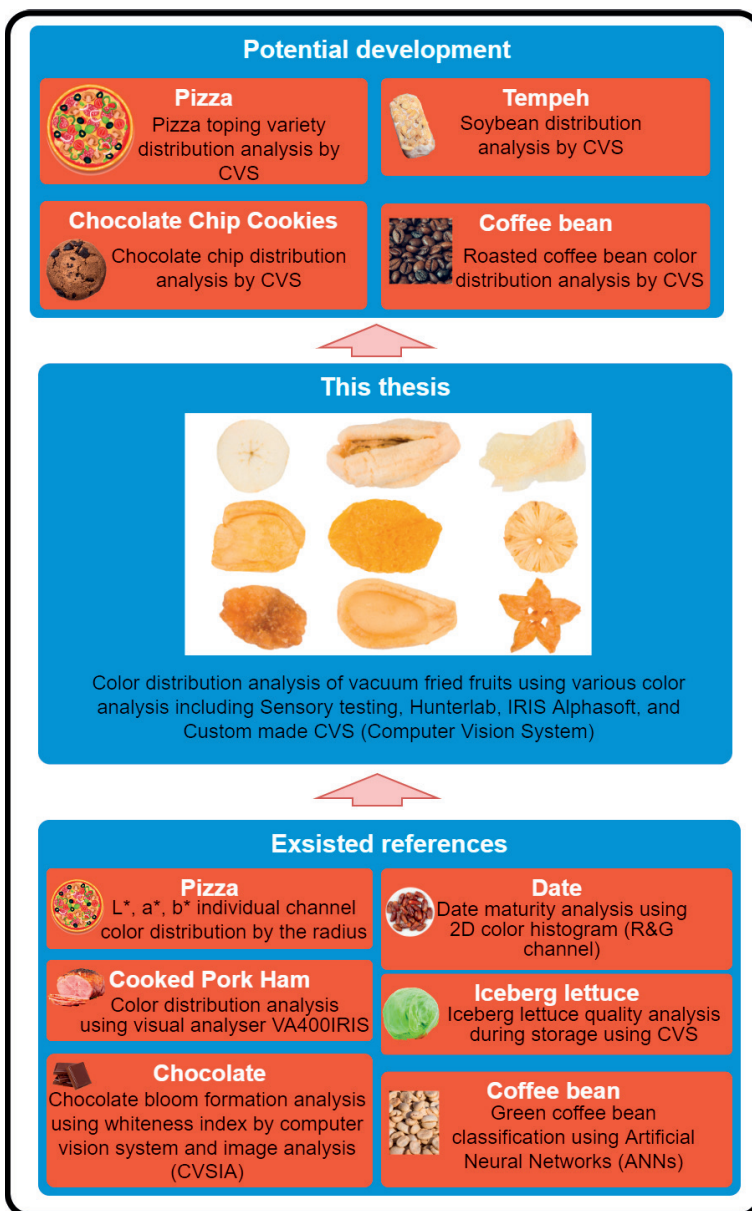 Potential development
Pizza
Pizza toping variety
distribution analysis by
CVS
Tempeh
Soybean distribution
analysis by CVS
Chocolate Chip Cookies
Chocolate chip distribution
analysis by CVS
Coffee bean
Roasted coffee bean color
distribution analysis by CVS
This thesis
Color distribution analysis of vacuum fried fruits using various color
analysis including Sensory testing, Hunterlab, IRIS Alphasoft, and
Custom made CVS (Computer Vision System)
Exsisted references
Pizza
L*, a*, b* individual channel
color distribution by the radius
Date
Date maturity analysis using
2D color histogram (R&G
channel)
Cooked Pork Ham
Color distribution analysis
using visual analyser VA400IRIS
Iceberg lettuce
Iceberg lettuce quality analysis
during storage using CVS
Chocolate
Chocolate bloom formation analysis
using whiteness index by computer
vision system and image analysis
(CVSIA)
Coffee bean
Green coffee bean
classification using Artificial
Neural Networks (ANNs)